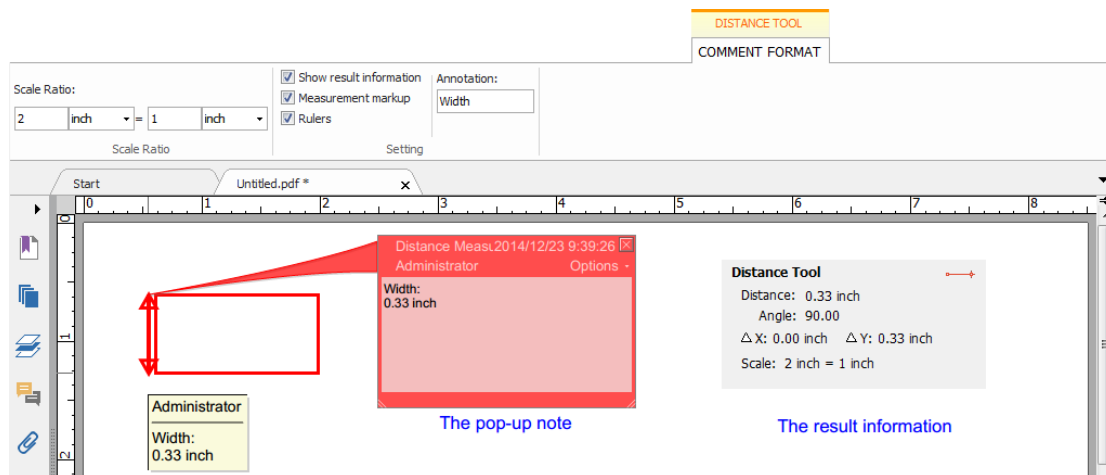 DISTANCE TOOL
COMMENT FORMAT
Scale Ratio:
2 inch = 1 inch
Scale Ratio
Show result information
Measurement markup
Rulers
Annotation:
Width
Setting
Start
Untitled.pdf *
0 1 2 3 4 5 6 7 8
0
1
2
Distance Measu2014/12/23 9:39:26
Administrator Options
Width:
0.33 inch
The pop-up note
Administrator
Width:
0.33 inch
Distance Tool
Distance: 0.33 inch
Angle: 90.00
△ X: 0.00 inch △ Y: 0.33 inch
Scale: 2 inch = 1 inch
The result information